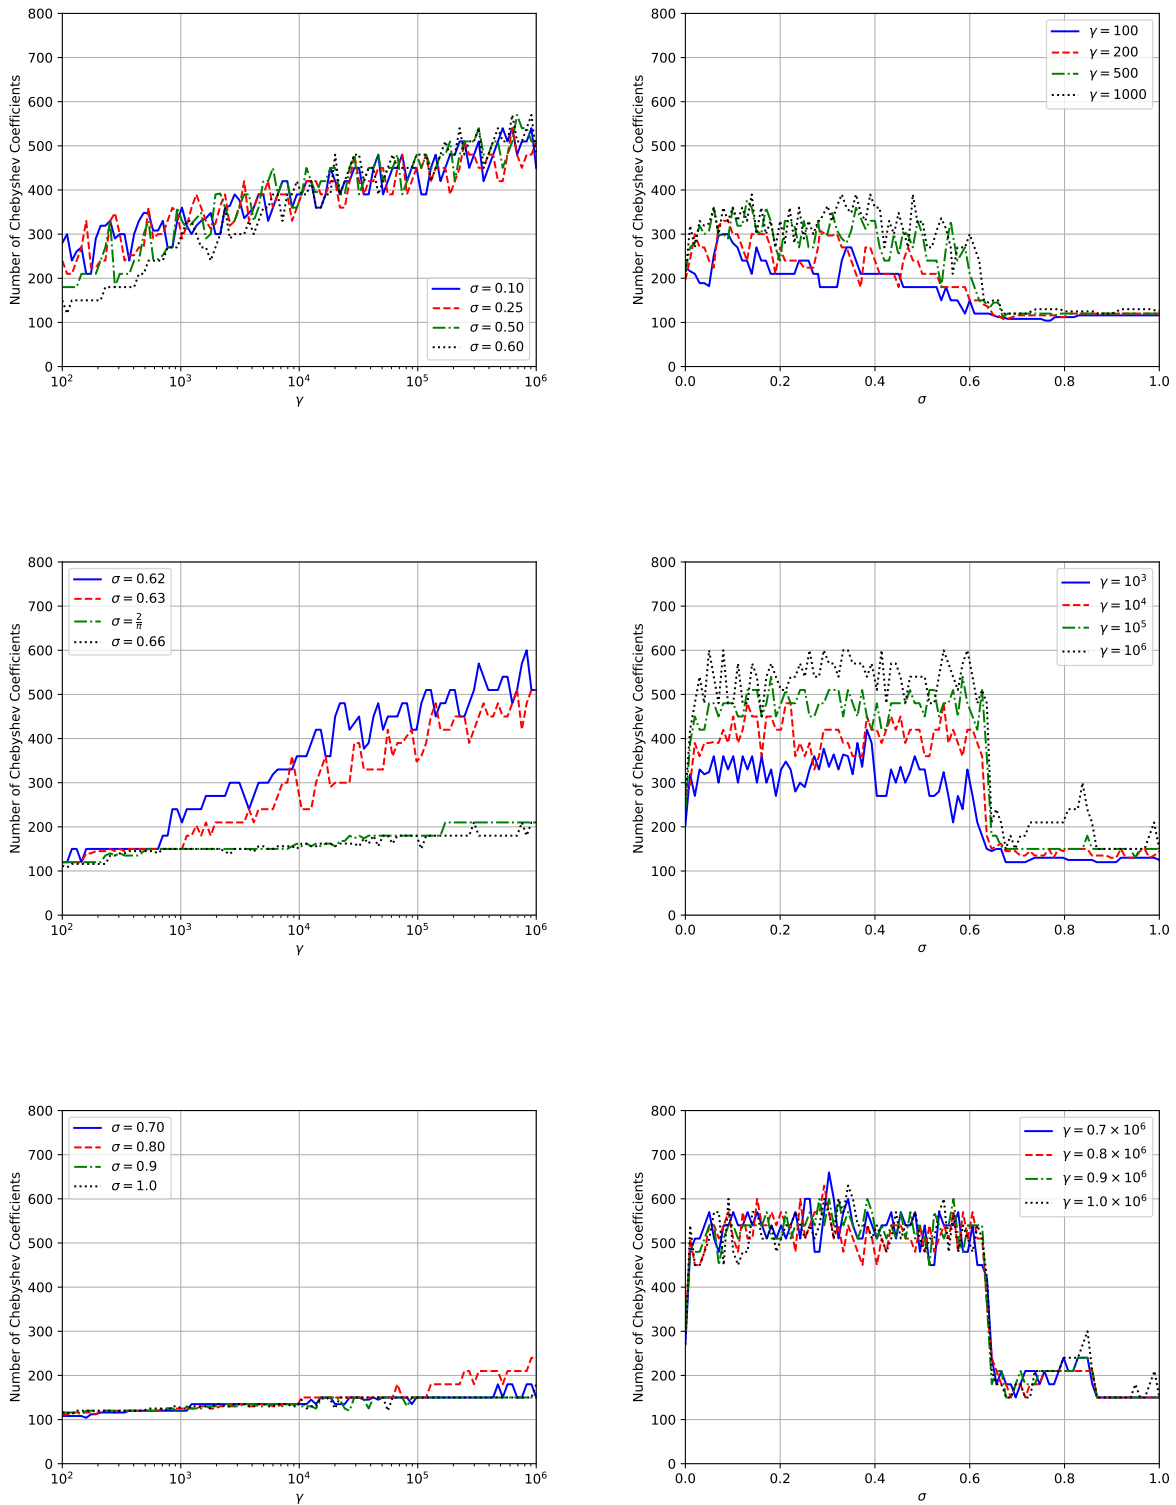 Number of Chebyshev Coefficients
800
700
600
500
400
300
200
100
0
10²
10³
10⁴
10⁵
10⁶
γ
σ = 0.10
σ = 0.25
σ = 0.50
σ = 0.60
Number of Chebyshev Coefficients
800
700
600
500
400
300
200
100
0
0.0
0.2
0.4
0.6
0.8
1.0
σ
γ = 100
γ = 200
γ = 500
γ = 1000
Number of Chebyshev Coefficients
800
700
600
500
400
300
200
100
0
10²
10³
10⁴
10⁵
10⁶
γ
σ = 0.62
σ = 0.63
σ = 2/π
σ = 0.66
Number of Chebyshev Coefficients
800
700
600
500
400
300
200
100
0
0.0
0.2
0.4
0.6
0.8
1.0
σ
γ = 10³
γ = 10⁴
γ = 10⁵
γ = 10⁶
Number of Chebyshev Coefficients
800
700
600
500
400
300
200
100
0
10²
10³
10⁴
10⁵
10⁶
γ
σ = 0.70
σ = 0.80
σ = 0.9
σ = 1.0
Number of Chebyshev Coefficients
800
700
600
500
400
300
200
100
0
0.0
0.2
0.4
0.6
0.8
1.0
σ
γ = 0.7 × 10⁶
γ = 0.8 × 10⁶
γ = 0.9 × 10⁶
γ = 1.0 × 10⁶